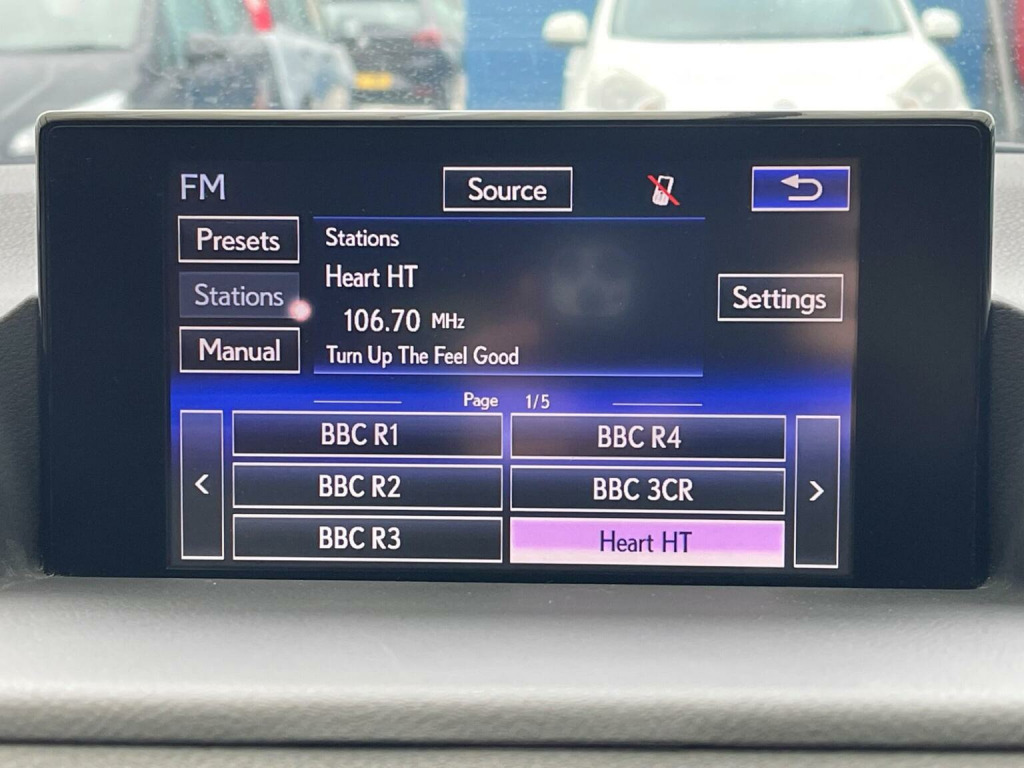 FM
Source
Presets
Stations
Manual
Stations
Heart HT
106.70 MHz
Turn Up The Feel Good
Settings
Page 1/5
<
BBC R1
BBC R4
BBC R2
BBC 3CR
BBC R3
Heart HT
>